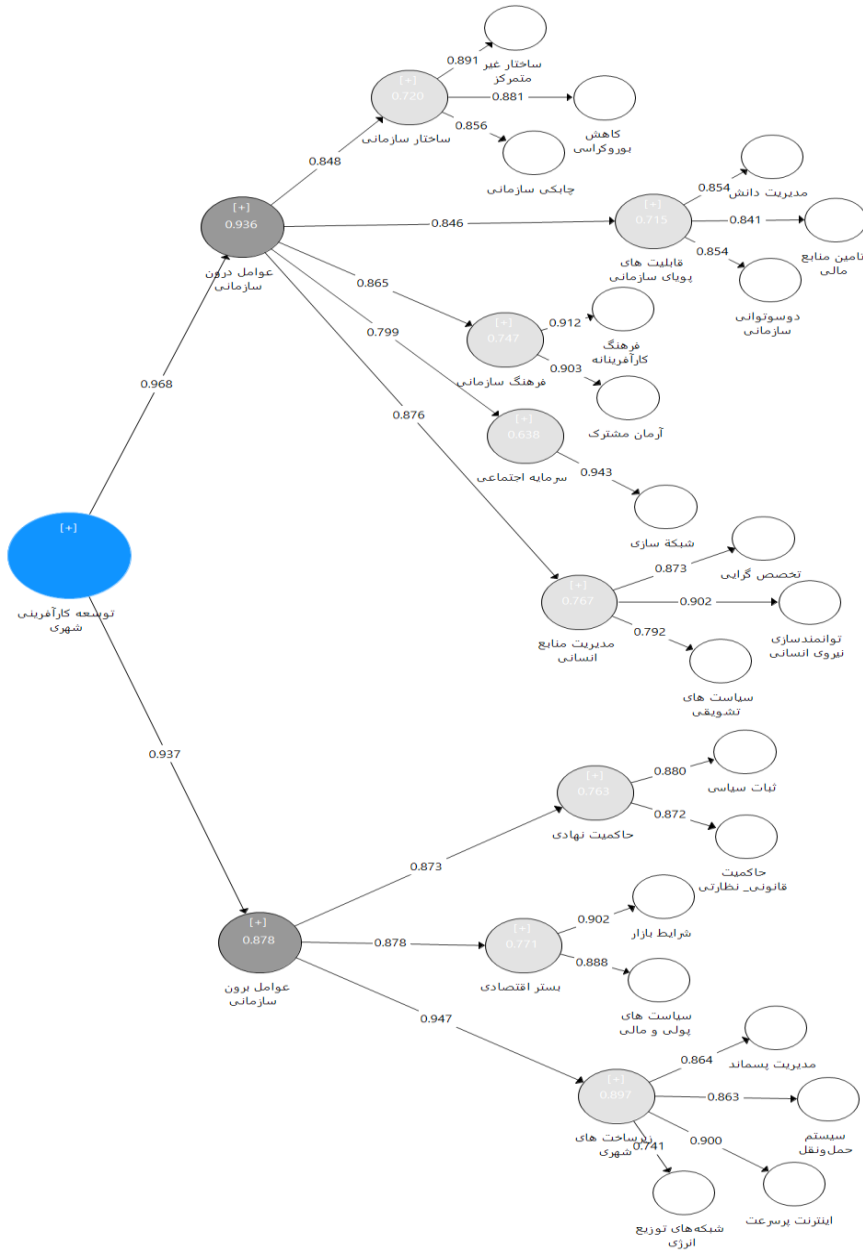 0.891
ساختار غیر
متمرکز
[+]
0.720
0.881
کاهش
بوروکراسی
ساختار سازمانی
0.856
چابکی سازمانی
0.848
[+]
0.936
عوامل درون
سازمانی
0.846
[+]
0.715
قابلیت های
پویای سازمانی
0.854
مدیریت دانش
0.841
تامین منابع
مالی
0.854
دوسوتوانی
سازمانی
0.865
[+]
0.747
فرهنگ سازمانی
0.912
فرهنگ
کارآفرینانه
0.903
آرمان مشترک
0.799
[+]
0.638
سرمایه اجتماعی
0.943
شبکة سازی
0.876
[+]
0.767
مدیریت منابع
انسانی
0.873
تخصص گرایی
0.902
توانمندسازی
نیروی انسانی
0.792
سیاست های
تشویقی
0.968
[+]
توسعه کارآفرینی
شهری
0.937
[+]
0.878
عوامل برون
سازمانی
0.873
[+]
0.763
حاکمیت نهادی
0.880
ثبات سیاسی
0.872
حاکمیت
قانونی_ نظارتی
0.878
[+]
0.771
بستر اقتصادی
0.902
شرایط بازار
0.888
سیاست های
پولی و مالی
0.947
[+]
0.897
زیرساخت های
شهری
0.864
مدیریت پسماند
0.863
سیستم
حمل‌ونقل
0.900
اینترنت پرسرعت
0.741
شبکه‌های توزیع
انرژی